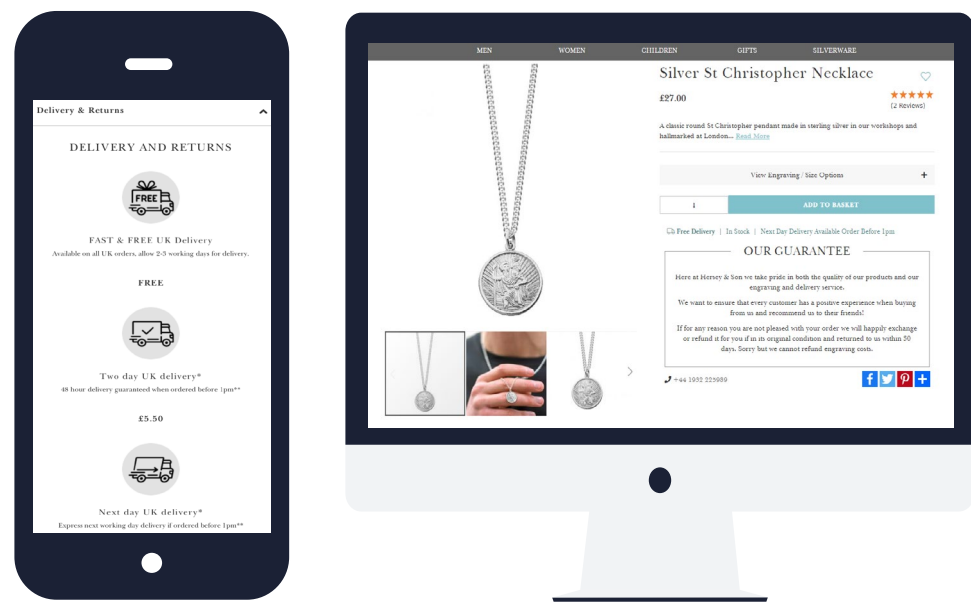 Delivery & Returns
DELIVERY AND RETURNS
FREE
FAST & FREE UK Delivery
Available on all UK orders, allow 2-3 working days for delivery.
FREE
Two day UK delivery*
48 hour delivery guaranteed when ordered before 1pm**
£5.50
Next day UK delivery*
Express next working day delivery if ordered before 1pm**
MEN WOMEN CHILDREN GIFTS SILVERWARE
Silver St Christopher Necklace
£27.00
(2 Reviews)
A classic round St Christopher pendant made in sterling silver in our workshops and
hallmarked at London... Read More
View Engraving / Size Options +
1 ADD TO BASKET
Free Delivery | In Stock | Next Day Delivery Available Order Before 1pm
OUR GUARANTEE
Here at Hersey & Son we take pride in both the quality of our products and our
engraving and delivery service.
We want to ensure that every customer has a positive experience when buying
from us and recommend us to their friends!
If for any reason you are not pleased with your order we will happily exchange
or refund it for you if in its original condition and returned to us within 30
days. Sorry but we cannot refund engraving costs.
+44 1932